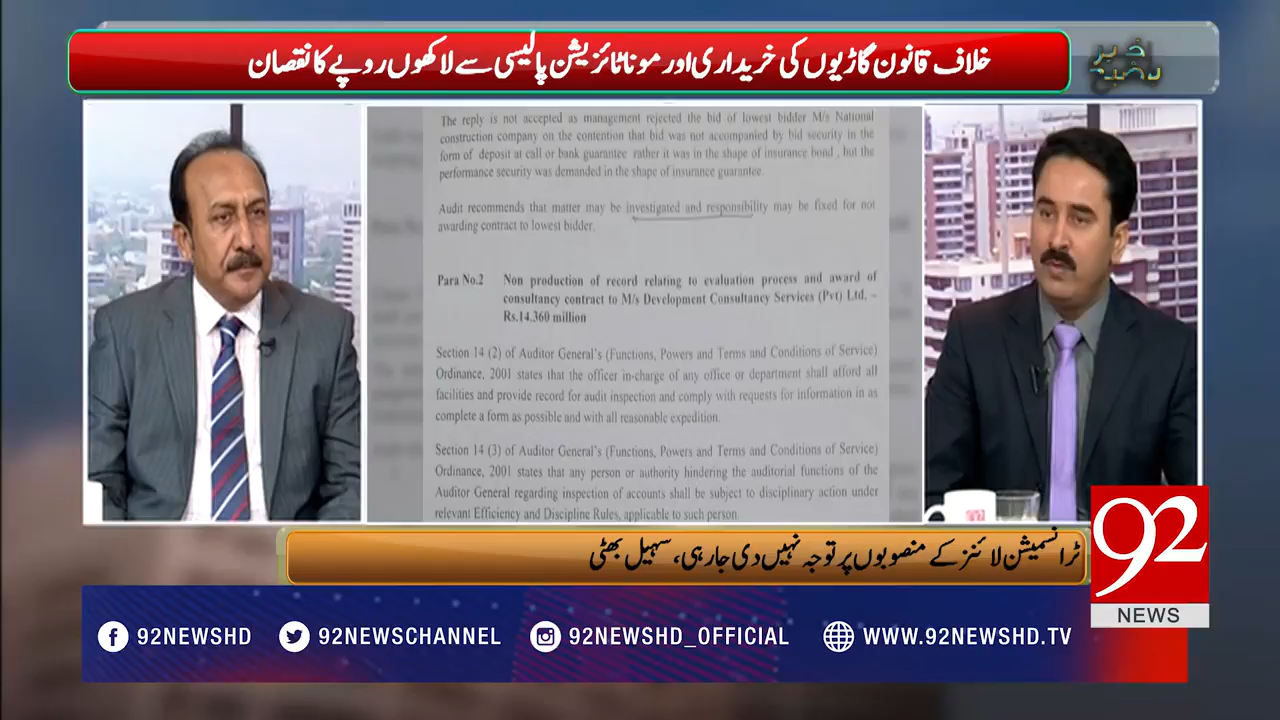 خلاف قانون گاڑیوں کی خریداری اور موناٹائزیشن پالیسی سے لاکھوں روپے کا نقصان
The reply is not accepted as management rejected the bid of lowest bidder M/s National
construction company on the contention that bid was not accompanied by bid security in the
form of deposit at call or bank guarantee rather it was in the shape of insurance bond , but the
performance security was demanded in the shape of insurance guarantee.
Audit recommends that matter may be investigated and responsibility may be fixed for not
awarding contract to lowest bidder.
Para No.2 Non production of record relating to evaluation process and award of
consultancy contract to M/s Development Consultancy Services (Pvt) Ltd. –
Rs.14.360 million
Section 14 (2) of Auditor General's (Functions, Powers and Terms and Conditions of Service)
Ordinance, 2001 states that the officer in-charge of any office or department shall afford all
facilities and provide record for audit inspection and comply with requests for information in as
complete a form as possible and with all reasonable expedition.
Section 14 (3) of Auditor General's (Functions, Powers and Terms and Conditions of Service)
Ordinance, 2001 states that any person or authority hindering the auditorial functions of the
Auditor General regarding inspection of accounts shall be subject to disciplinary action under
relevant Efficiency and Discipline Rules, applicable to such person.
ٹرانسمیشن لائنز کے منصوبوں پر توجہ نہیں دی جارہی، سہیل بھٹی
92
NEWS
92NEWSHD 92NEWSCHANNEL 92NEWSHD_OFFICIAL WWW.92NEWSHD.TV